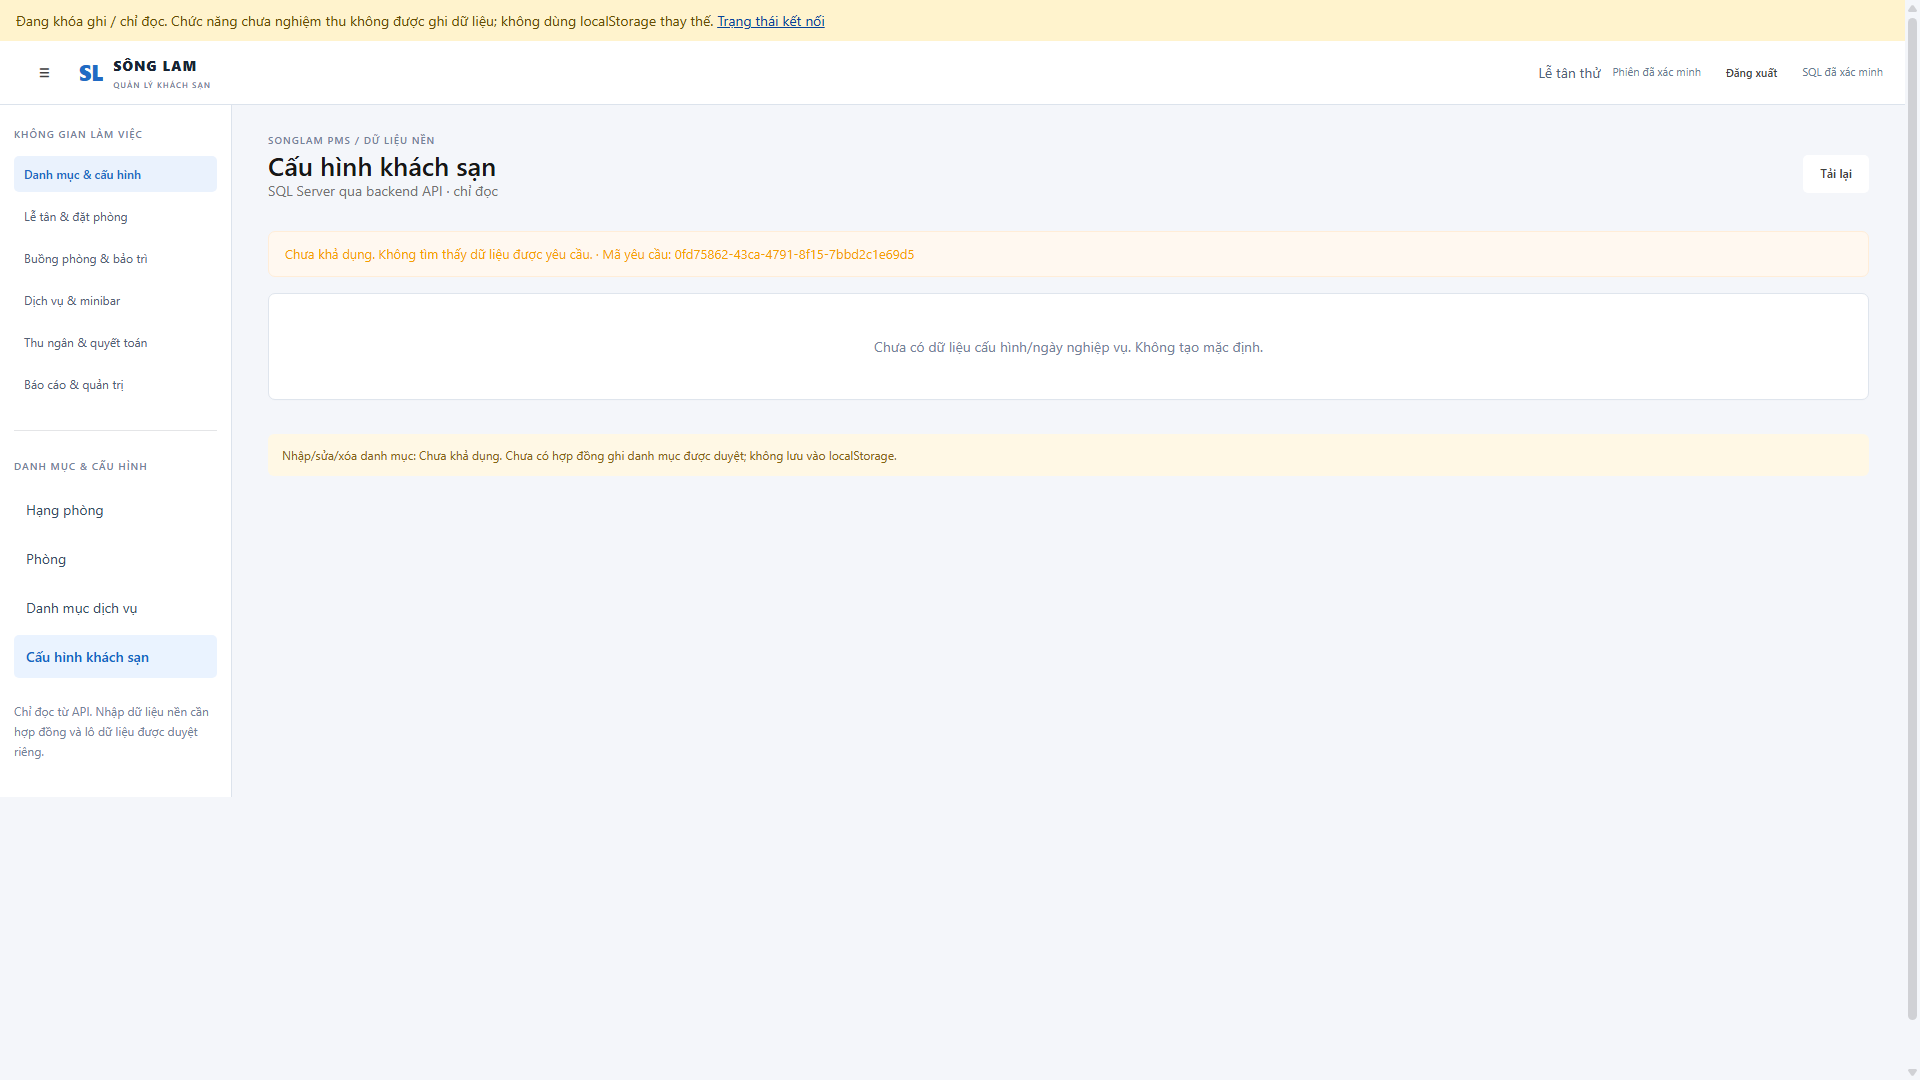 Đang khóa ghi / chỉ đọc. Chức năng chưa nghiệm thu không được ghi dữ liệu; không dùng localStorage thay thế. Trạng thái kết nối
☰
SL
SÔNG LAM
QUẢN LÝ KHÁCH SẠN
Lễ tân thử
Phiên đã xác minh
Đăng xuất
SQL đã xác minh
KHÔNG GIAN LÀM VIỆC
Danh mục & cấu hình
Lễ tân & đặt phòng
Buồng phòng & bảo trì
Dịch vụ & minibar
Thu ngân & quyết toán
Báo cáo & quản trị
DANH MỤC & CẤU HÌNH
Hạng phòng
Phòng
Danh mục dịch vụ
Cấu hình khách sạn
Chỉ đọc từ API. Nhập dữ liệu nền cần
hợp đồng và lô dữ liệu được duyệt
riêng.
SONGLAM PMS / DỮ LIỆU NỀN
Cấu hình khách sạn
SQL Server qua backend API · chỉ đọc
Tải lại
Chưa khả dụng. Không tìm thấy dữ liệu được yêu cầu. · Mã yêu cầu: 0fd75862-43ca-4791-8f15-7bbd2c1e69d5
Chưa có dữ liệu cấu hình/ngày nghiệp vụ. Không tạo mặc định.
Nhập/sửa/xóa danh mục: Chưa khả dụng. Chưa có hợp đồng ghi danh mục được duyệt; không lưu vào localStorage.